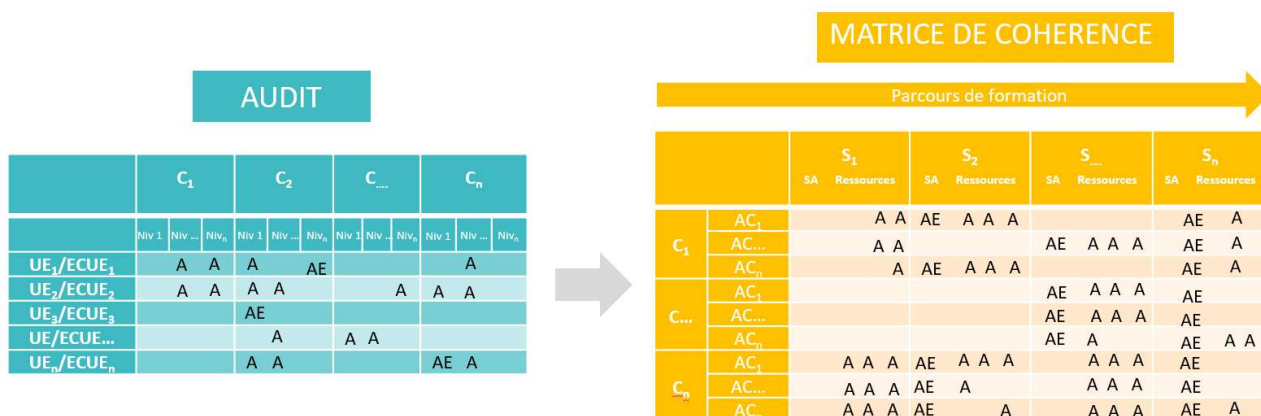 MATRICE DE COHERENCE
AUDIT
Parcours de formation
C1 C2 C.... Cn
Niv 1 Niv ... Nivn Niv 1 Niv ... Nivn Niv 1 Niv .. Nivn Niv 1 Niv ... Nivn
UE1/ECUE1 A A A AE A
UE2/ECUE2 A A A A A A A
UE3/ECUE3 AE
UE/ECUE... A A A
UEn/ECUEn A A AE A
S1 S2 S.... Sn
SA Ressources SA Ressources SA Ressources SA Ressources
C1 AC1 A A AE A A A AE A
AC... A A AE A A A AE A
ACn A AE A A A AE A
C... AC1 AE A A A AE
AC... AE A A A AE
ACn AE A AE A A
Cn AC1 A A A AE A A A A A A AE
AC... A A A AE A A A A AE
ACn A A A AE A A A A AE A